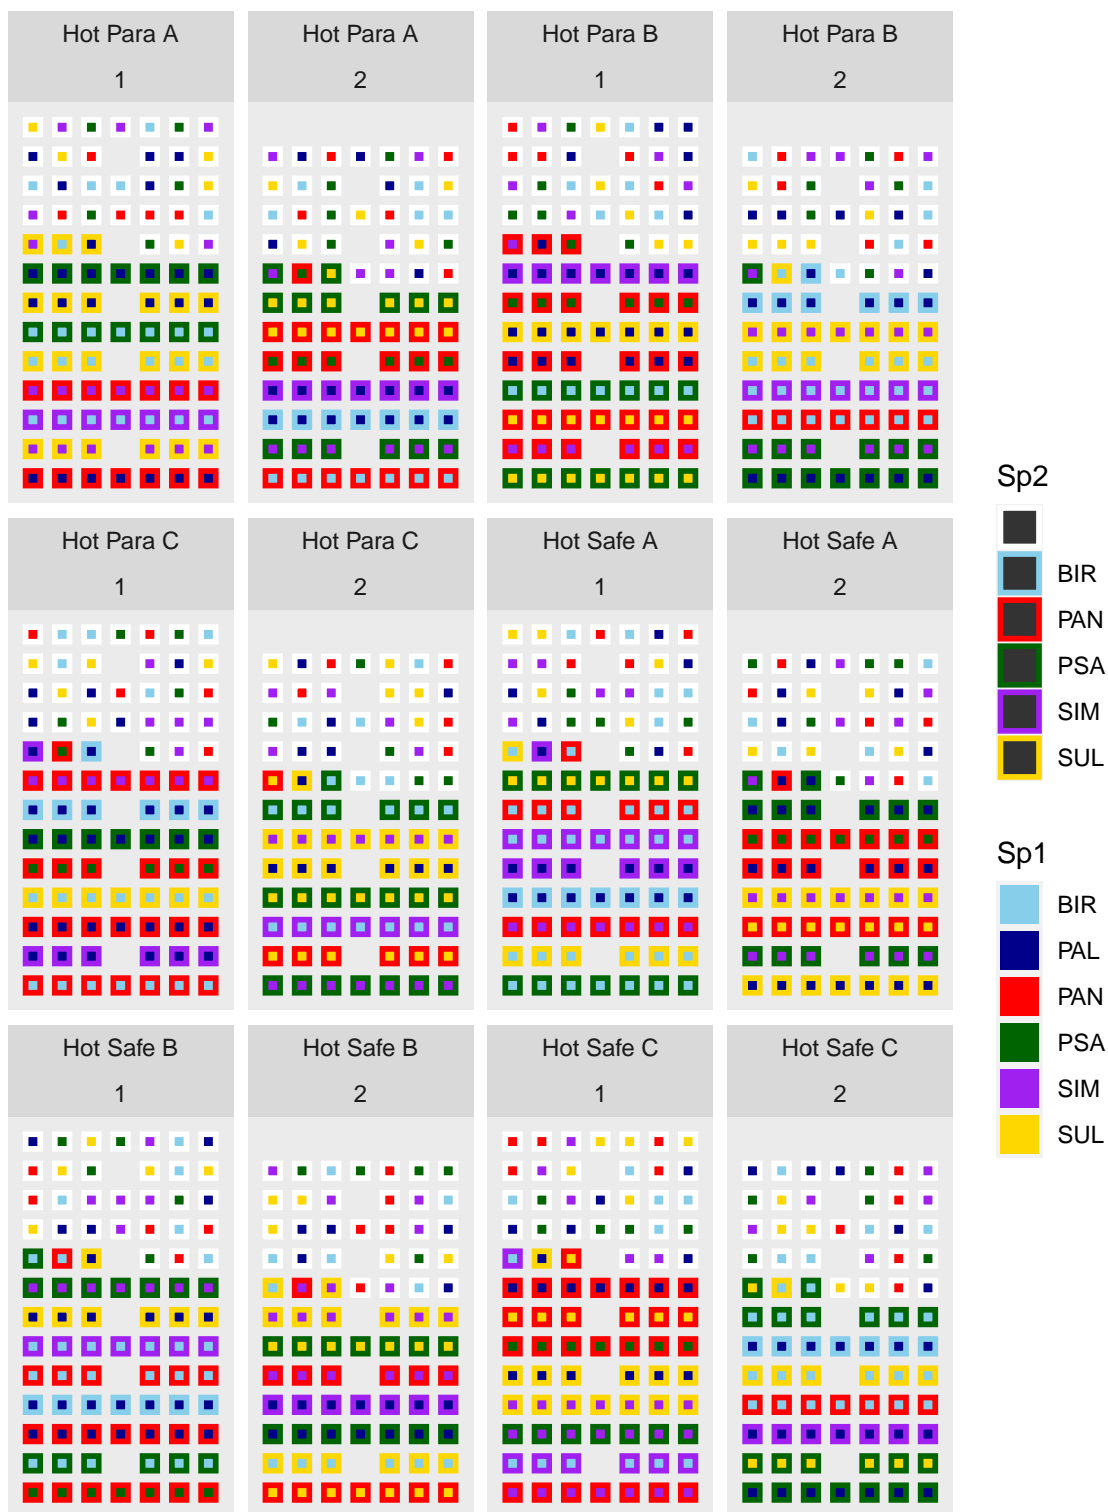 Hot Para A
1
Hot Para A
2
Hot Para B
1
Hot Para B
2
Hot Para C
1
Hot Para C
2
Hot Safe A
1
Hot Safe A
2
Hot Safe B
1
Hot Safe B
2
Hot Safe C
1
Hot Safe C
2
Sp2
BIR
PAN
PSA
SIM
SUL
Sp1
BIR
PAL
PAN
PSA
SIM
SUL